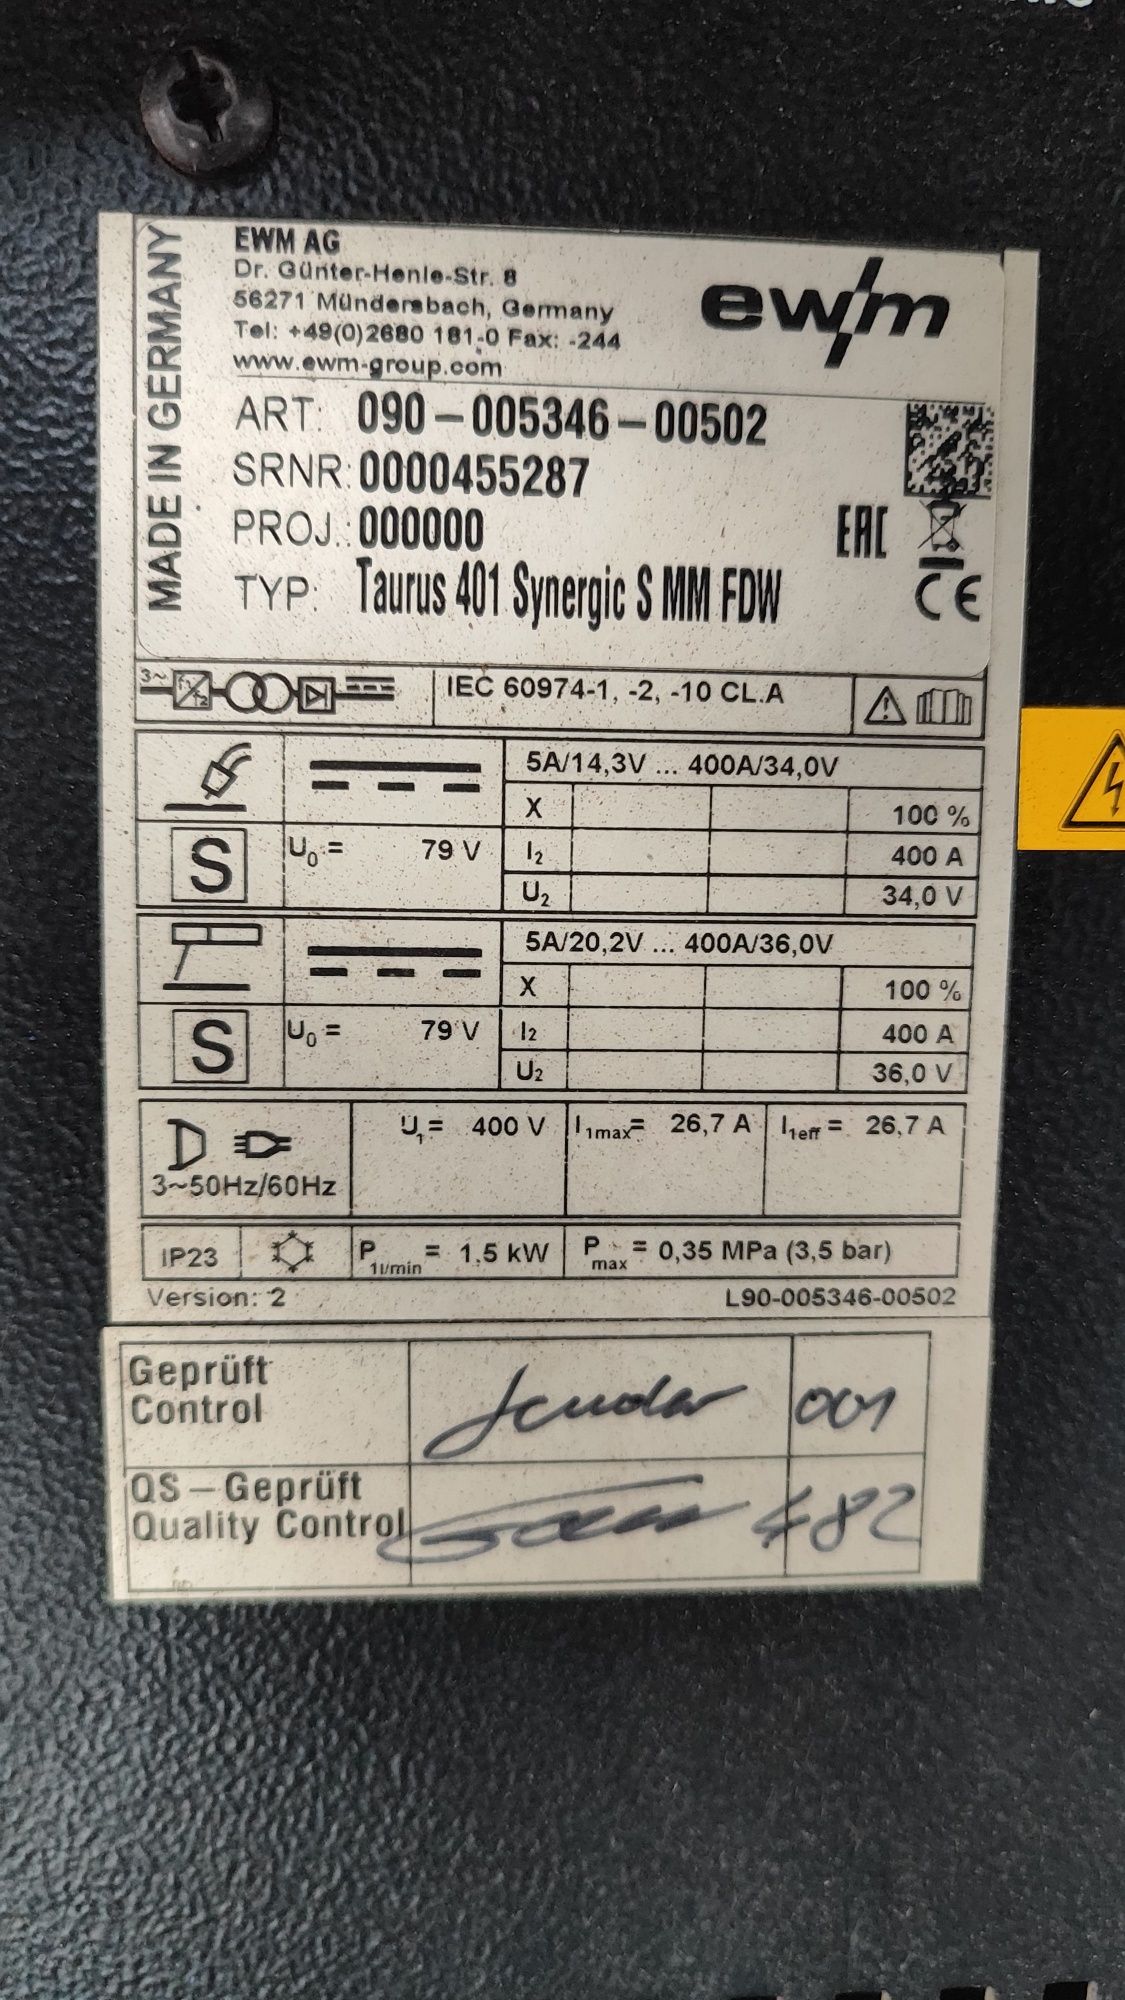 MADE IN GERMANY
EWM AG
Dr. Günter-Henle-Str. 8
56271 Mündersbach, Germany
Tel: +49(0)2680 181-0 Fax: -244
www.ewm-group.com
ewm
ART: 090-005346-00502
SRNR: 0000455287
PROJ.: 000000
TYP: Taurus 401 Synergic S MM FDW
EAC
CE
3~ f1/f2
IEC 60974-1, -2, -10 CL.A
5A/14,3V ... 400A/34,0V
X 100 %
S U0 = 79 V I2 400 A
U2 34,0 V
5A/20,2V ... 400A/36,0V
X 100 %
S U0 = 79 V I2 400 A
U2 36,0 V
U1 = 400 V I1max= 26,7 A I1eff = 26,7 A
3~50Hz/60Hz
IP23 P1l/min = 1,5 kW Pmax = 0,35 MPa (3,5 bar)
Version: 2 L90-005346-00502
Geprüft
Control 001
QS - Geprüft
Quality Control 482